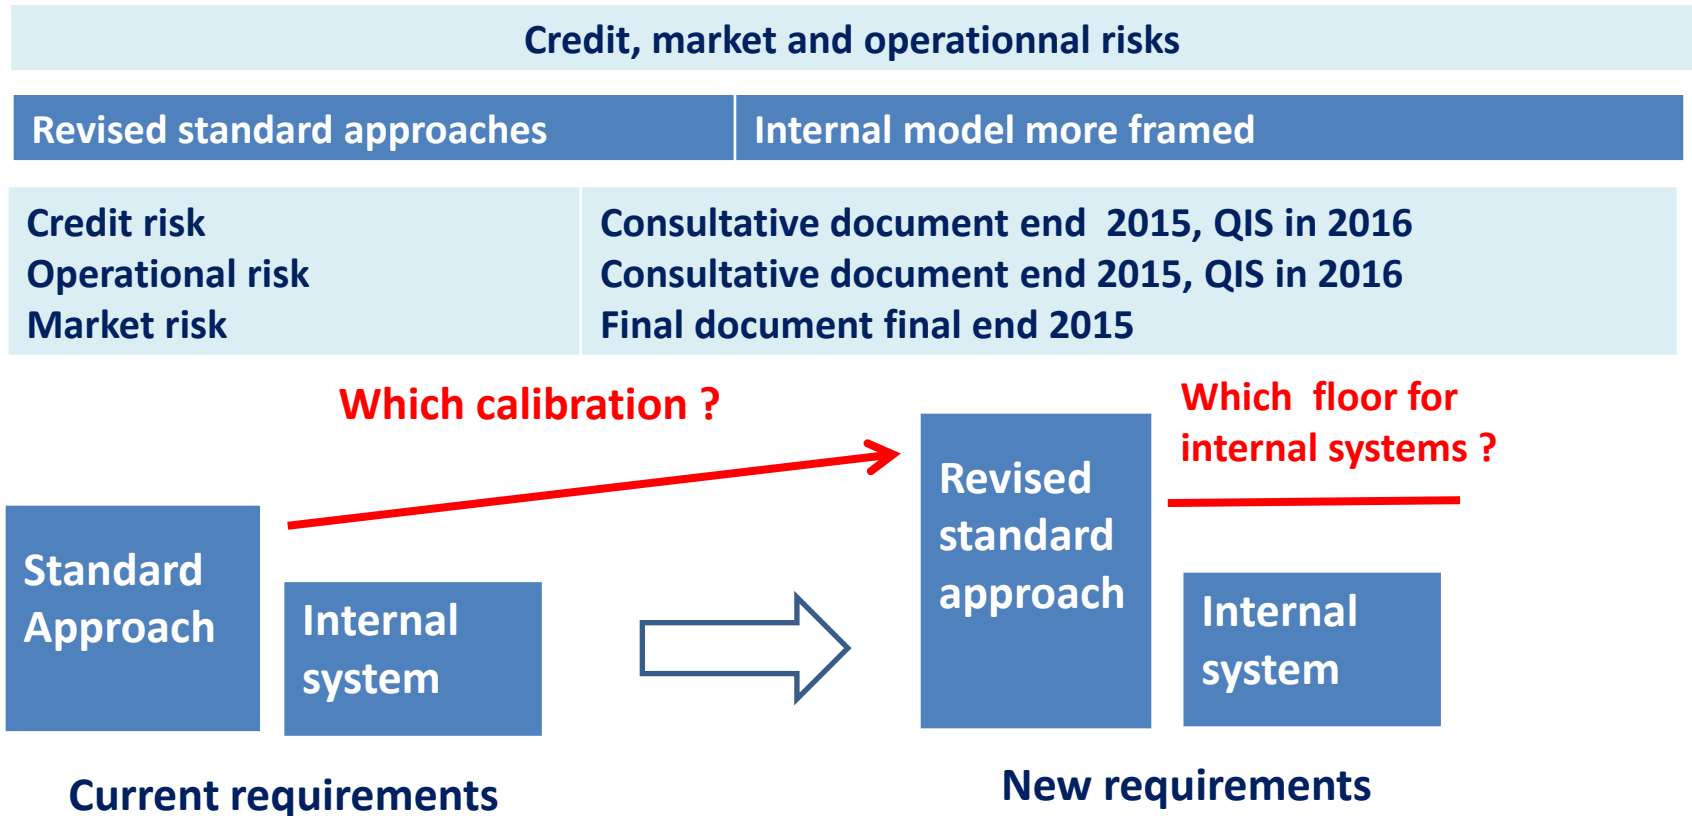 Credit, market and operationnal risks
Revised standard approaches
Internal model more framed
Credit risk
Consultative document end  2015, QIS in 2016
Operational risk
Consultative document end 2015, QIS in 2016
Market risk
Final document final end 2015
Which calibration ?
Which  floor for
internal systems ?
Standard
Approach
Internal
system
Revised
standard
approach
Internal
system
Current requirements
New requirements